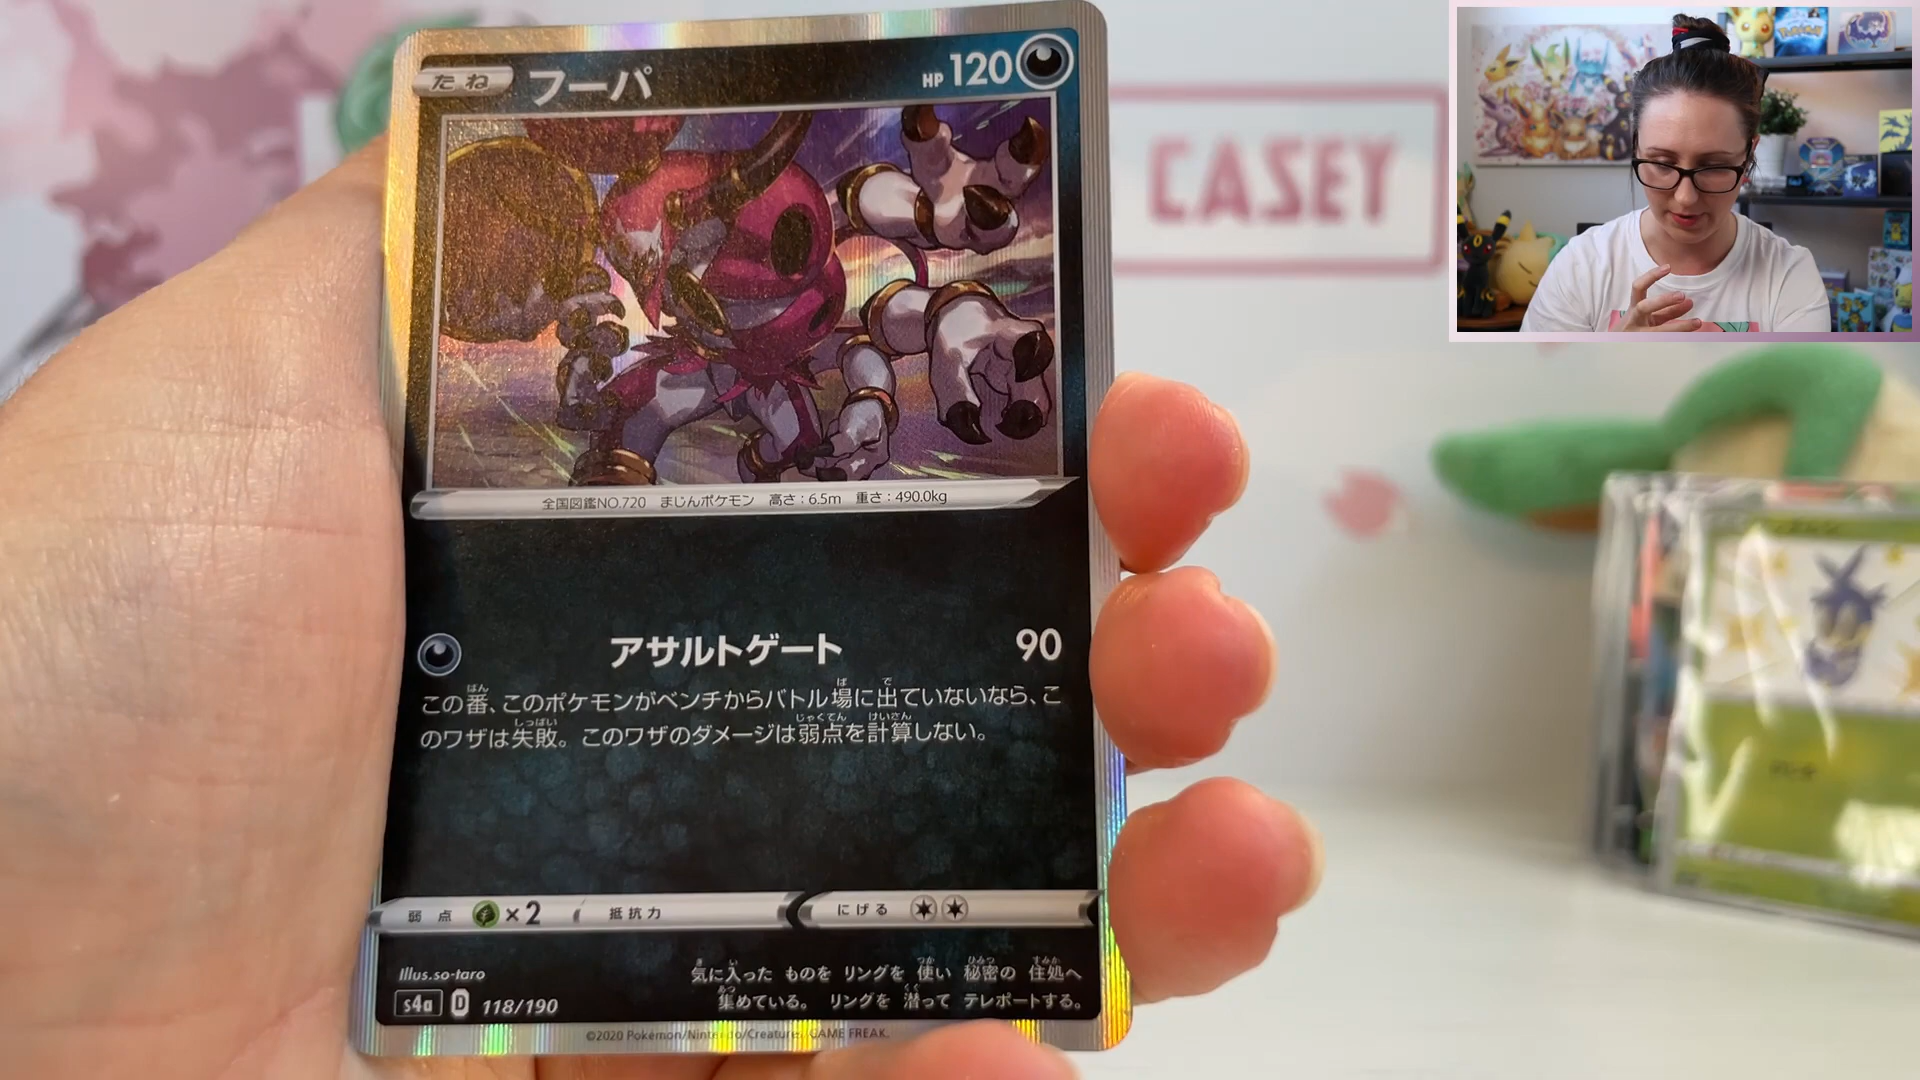 たね フーパ HP 120
全国図鑑NO.720 まじんポケモン 高さ:6.5m 重さ:490.0kg
アサルトゲート 90
この番、このポケモンがベンチからバトル場に出ていないなら、こ
のワザは失敗。このワザのダメージは弱点を計算しない。
弱点 ×2 抵抗力 にげる
Illus.so-taro
気に入った ものを リングを 使い 秘密の 住処へ
集めている。 リングを 潜って テレポートする。
s4a D 118/190
©2020 Pokémon/Nintendo/Creatures/GAME FREAK.
CASEY